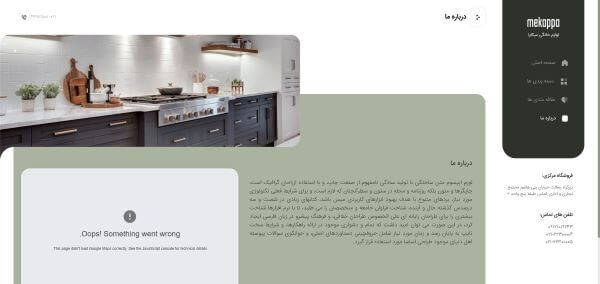 درباره ما
mekappa
لوازم خانگی میکاپا
صفحه اصلی
دسته بندی ها
علاقه مندی ها
درباره ما
فروشگاه مرکزی:
تلفن های تماس:
درباره ما
لورم ایپسوم متن ساختگی با تولید سادگی نامفهوم از صنعت چاپ و با استفاده از طراحان گرافیک است.
چاپگرها و متون بلکه روزنامه و مجله در ستون و سطرآنچنان که لازم است و برای شرایط فعلی تکنولوژی
مورد نیاز و کاربردهای متنوع با هدف بهبود ابزارهای کاربردی می باشد. کتابهای زیادی در شصت و سه
درصد گذشته، حال و آینده شناخت فراوان جامعه و متخصصان را می طلبد تا با نرم افزارها شناخت
بیشتری را برای طراحان رایانه ای علی الخصوص طراحان خلاقی و فرهنگ پیشرو در زبان فارسی ایجاد
کرد. در این صورت می توان امید داشت که تمام و دشواری موجود در ارائه راهکارها و شرایط سخت
تایپ به پایان رسد وزمان مورد نیاز شامل حروفچینی دستاوردهای اصلی و جوابگوی سوالات پیوسته
اهل دنیای موجود طراحی اساسا مورد استفاده قرار گیرد.
.Oops! Something went wrong
This page didn't load Google Maps correctly. See the JavaScript console for technical details.